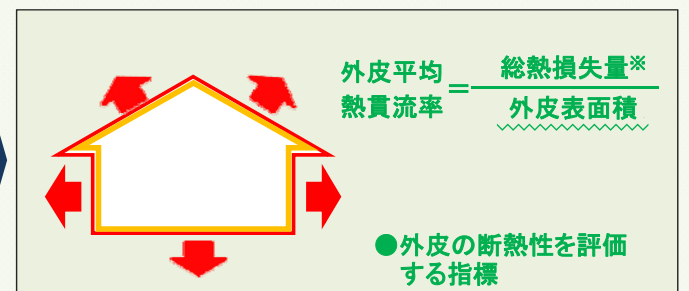 外皮平均
熱貫流率
=
総熱損失量※
外皮表面積
●外皮の断熱性を評価
する指標